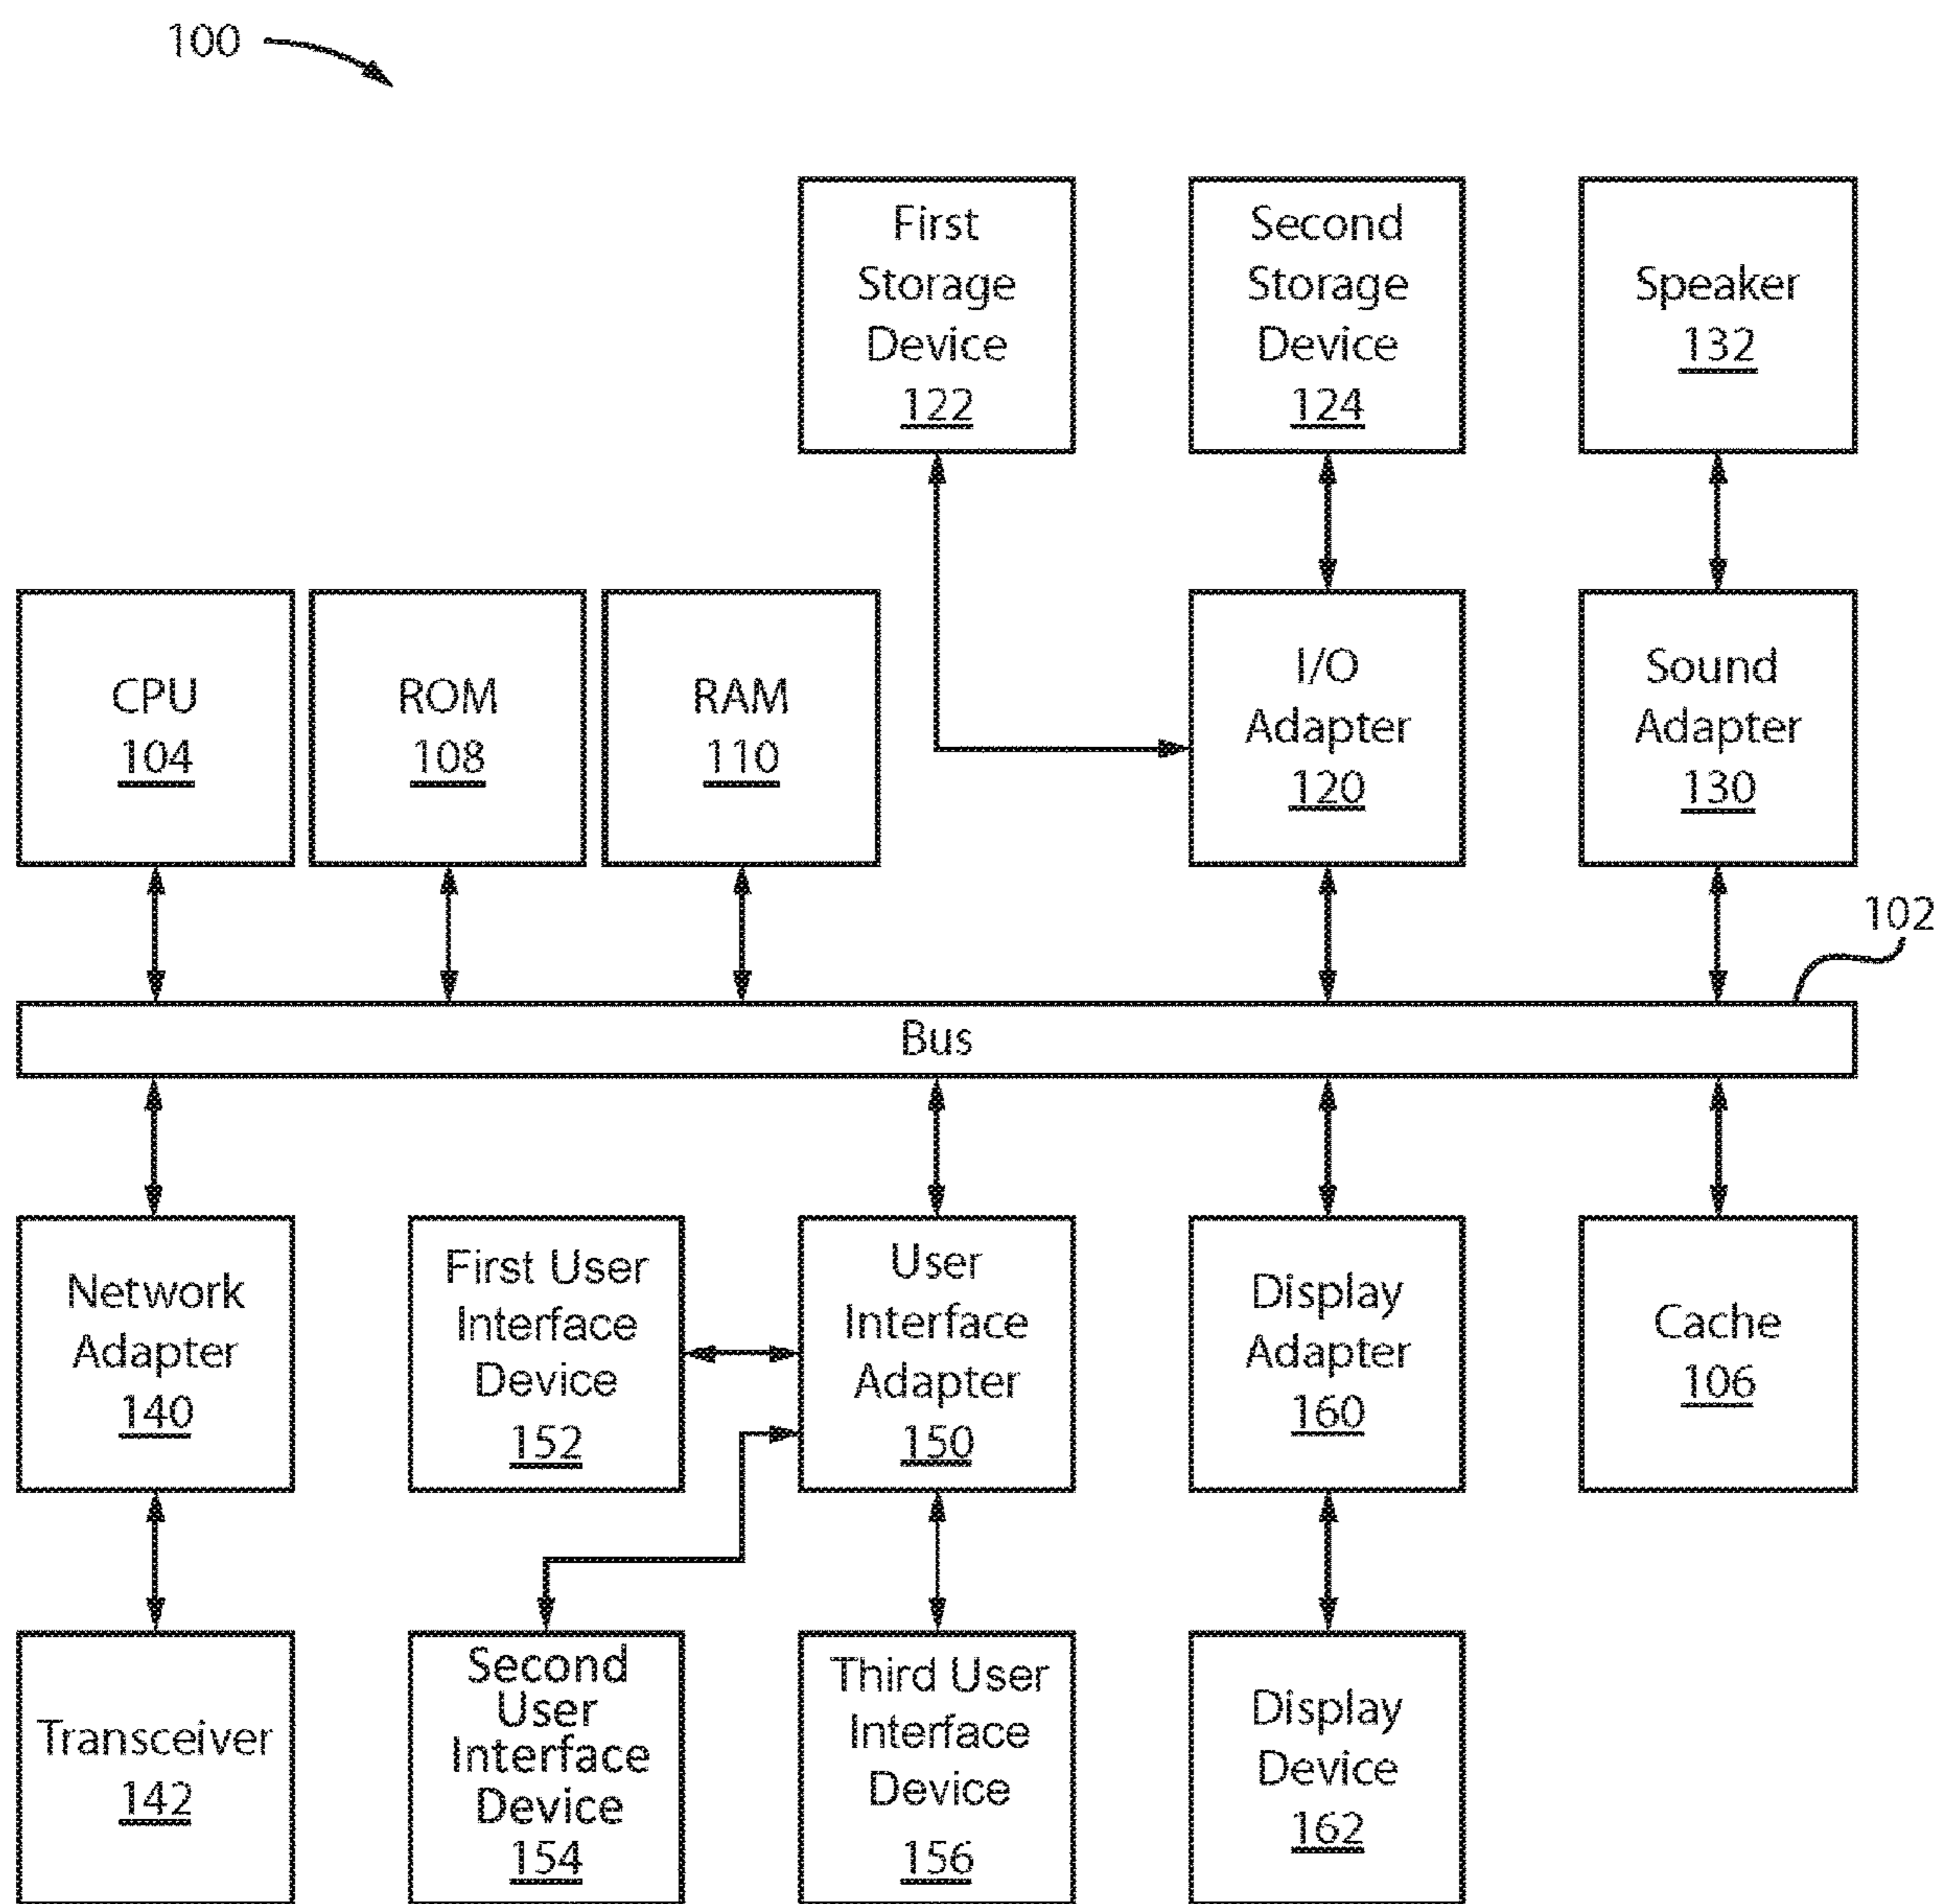 100
First
Storage
Device
122
Second
Storage
Device
124
Speaker
132
CPU
104
ROM
108
RAM
110
I/O
Adapter
120
Sound
Adapter
130
102
Bus
Network
Adapter
140
First User
Interface
Device
152
User
Interface
Adapter
150
Display
Adapter
160
Cache
106
Transceiver
142
Second
User
Interface
Device
154
Third User
Interface
Device
156
Display
Device
162